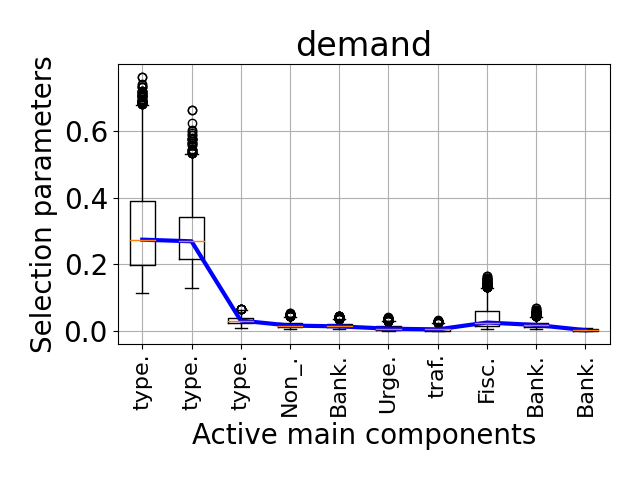 demand
Selection parameters
0.6
0.4
0.2
0.0
type.
type.
type.
Non_.
Bank.
Urge.
traf.
Fisc.
Bank.
Bank.
Active main components